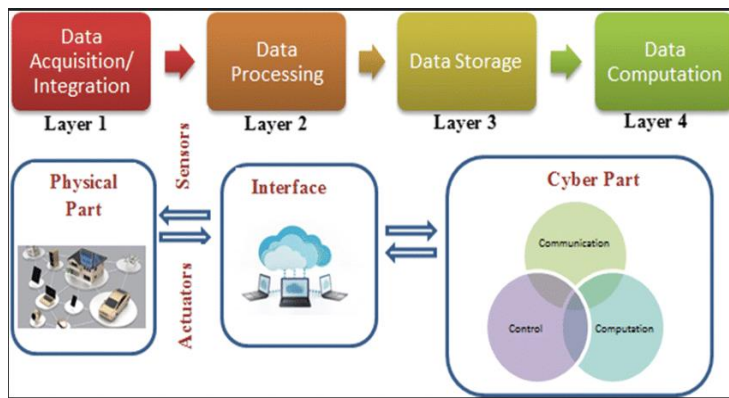 Data
Acquisition/
Integration
Data
Processing
Data Storage
Data
Computation
Layer 1
Layer 2
Layer 3
Layer 4
Physical
Part
Sensors
Actuators
Interface
Cyber Part
Communication
Control
Computation